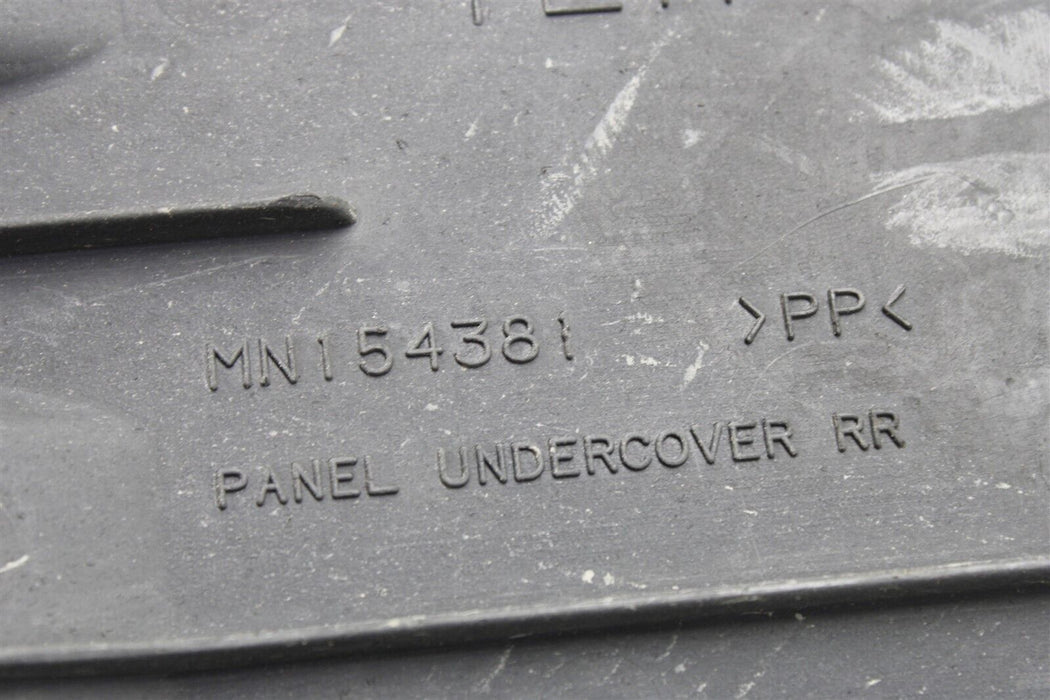 MN154381 >PP<
PANEL UNDERCOVER RR